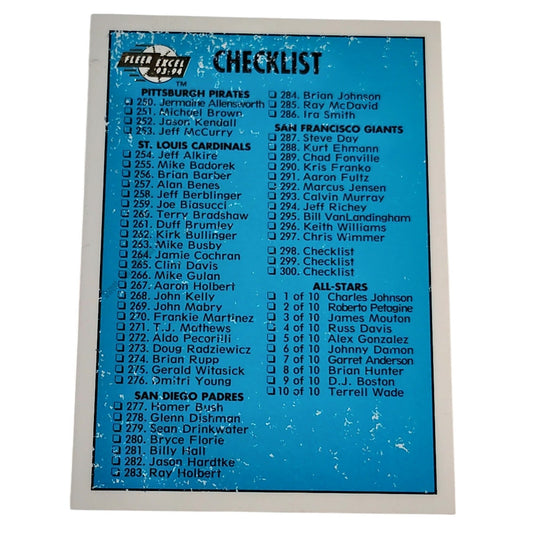 FLEER EXCEL
'93-'94
TM
CHECKLIST
PITTSBURGH PIRATES
250. Jermaine Allensworth
251. Michael Brown
252. Jason Kendall
253. Jeff McCurry
ST. LOUIS CARDINALS
254. Jeff Alkire
255. Mike Badorek
256. Brian Barber
257. Alan Benes
258. Jeff Berblinger
259. Joe Biasucci
260. Terry Bradshaw
261. Duff Brumley
262. Kirk Bullinger
263. Mike Busby
264. Jamie Cochran
265. Clint Davis
266. Mike Gulan
267. Aaron Holbert
268. John Kelly
269. John Mabry
270. Frankie Martinez
271. T.J. Mathews
272. Aldo Pecorilli
273. Doug Radziewicz
274. Brian Rupp
275. Gerald Witasick
276. Dmitri Young
SAN DIEGO PADRES
277. Homer Bush
278. Glenn Dishman
279. Sean Drinkwater
280. Bryce Florie
281. Billy Hall
282. Jason Hardtke
283. Ray Holbert
284. Brian Johnson
285. Ray McDavid
286. Ira Smith
SAN FRANCISCO GIANTS
287. Steve Day
288. Kurt Ehmann
289. Chad Fonville
290. Kris Franko
291. Aaron Fultz
292. Marcus Jensen
293. Calvin Murray
294. Jeff Richey
295. Bill VanLandingham
296. Keith Williams
297. Chris Wimmer
298. Checklist
299. Checklist
300. Checklist
ALL-STARS
1 of 10 Charles Johnson
2 of 10 Roberto Petagine
3 of 10 James Mouton
4 of 10 Russ Davis
5 of 10 Alex Gonzalez
6 of 10 Johnny Damon
7 of 10 Garret Anderson
8 of 10 Brian Hunter
9 of 10 D.J. Boston
10 of 10 Terrell Wade